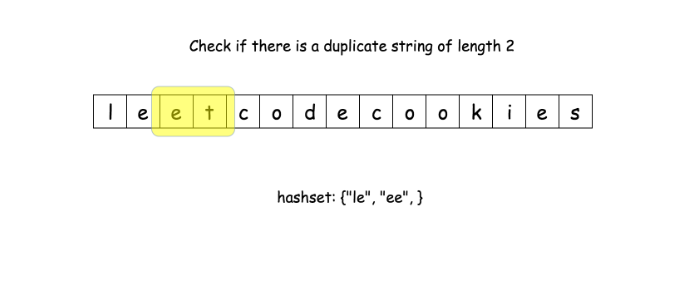 Check if there is a duplicate string of length 2
l e e t c o d e c o o k i e s
hashset: {"le", "ee", }